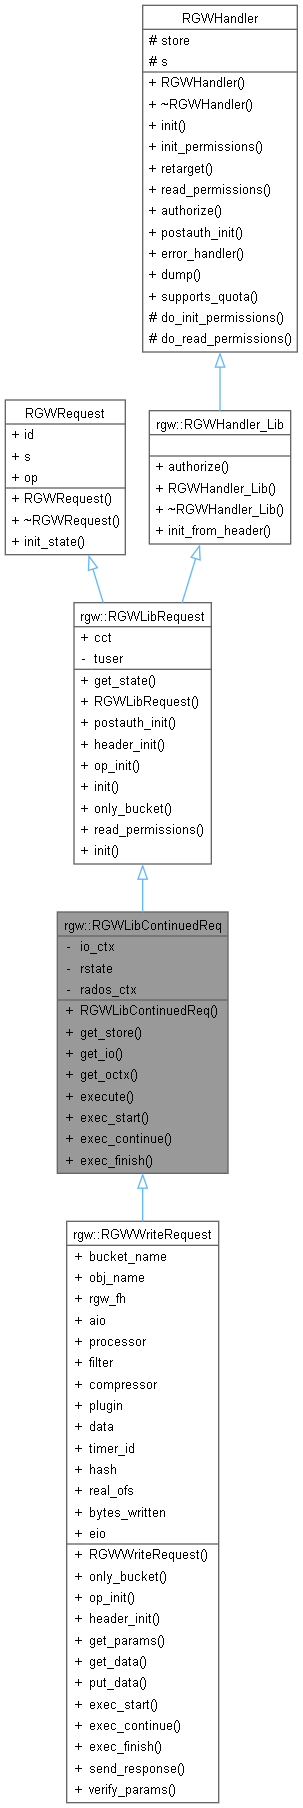 RGWHandler
# store
# s
+ RGWHandler()
+ ~RGWHandler()
+ init()
+ init_permissions()
+ retarget()
+ read_permissions()
+ authorize()
+ postauth_init()
+ error_handler()
+ dump()
+ supports_quota()
# do_init_permissions()
# do_read_permissions()
RGWRequest
+ id
+ s
+ op
+ RGWRequest()
+ ~RGWRequest()
+ init_state()
rgw::RGWHandler_Lib
+ authorize()
+ RGWHandler_Lib()
+ ~RGWHandler_Lib()
+ init_from_header()
rgw::RGWLibRequest
+ cct
- tuser
+ get_state()
+ RGWLibRequest()
+ postauth_init()
+ header_init()
+ op_init()
+ init()
+ only_bucket()
+ read_permissions()
+ init()
rgw::RGWLibContinuedReq
- io_ctx
- rstate
- rados_ctx
+ RGWLibContinuedReq()
+ get_store()
+ get_io()
+ get_octx()
+ execute()
+ exec_start()
+ exec_continue()
+ exec_finish()
rgw::RGWWriteRequest
+ bucket_name
+ obj_name
+ rgw_fh
+ aio
+ processor
+ filter
+ compressor
+ plugin
+ data
+ timer_id
+ hash
+ real_ofs
+ bytes_written
+ eio
+ RGWWriteRequest()
+ only_bucket()
+ op_init()
+ header_init()
+ get_params()
+ get_data()
+ put_data()
+ exec_start()
+ exec_continue()
+ exec_finish()
+ send_response()
+ verify_params()